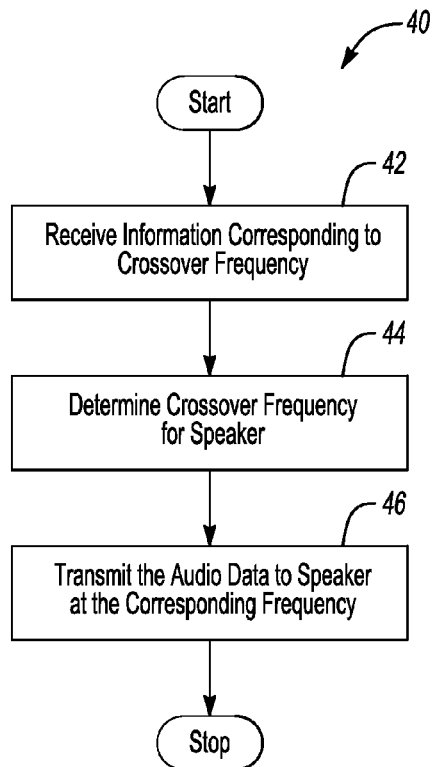 40
Start
42
Receive Information Corresponding to
Crossover Frequency
44
Determine Crossover Frequency
for Speaker
46
Transmit the Audio Data to Speaker
at the Corresponding Frequency
Stop